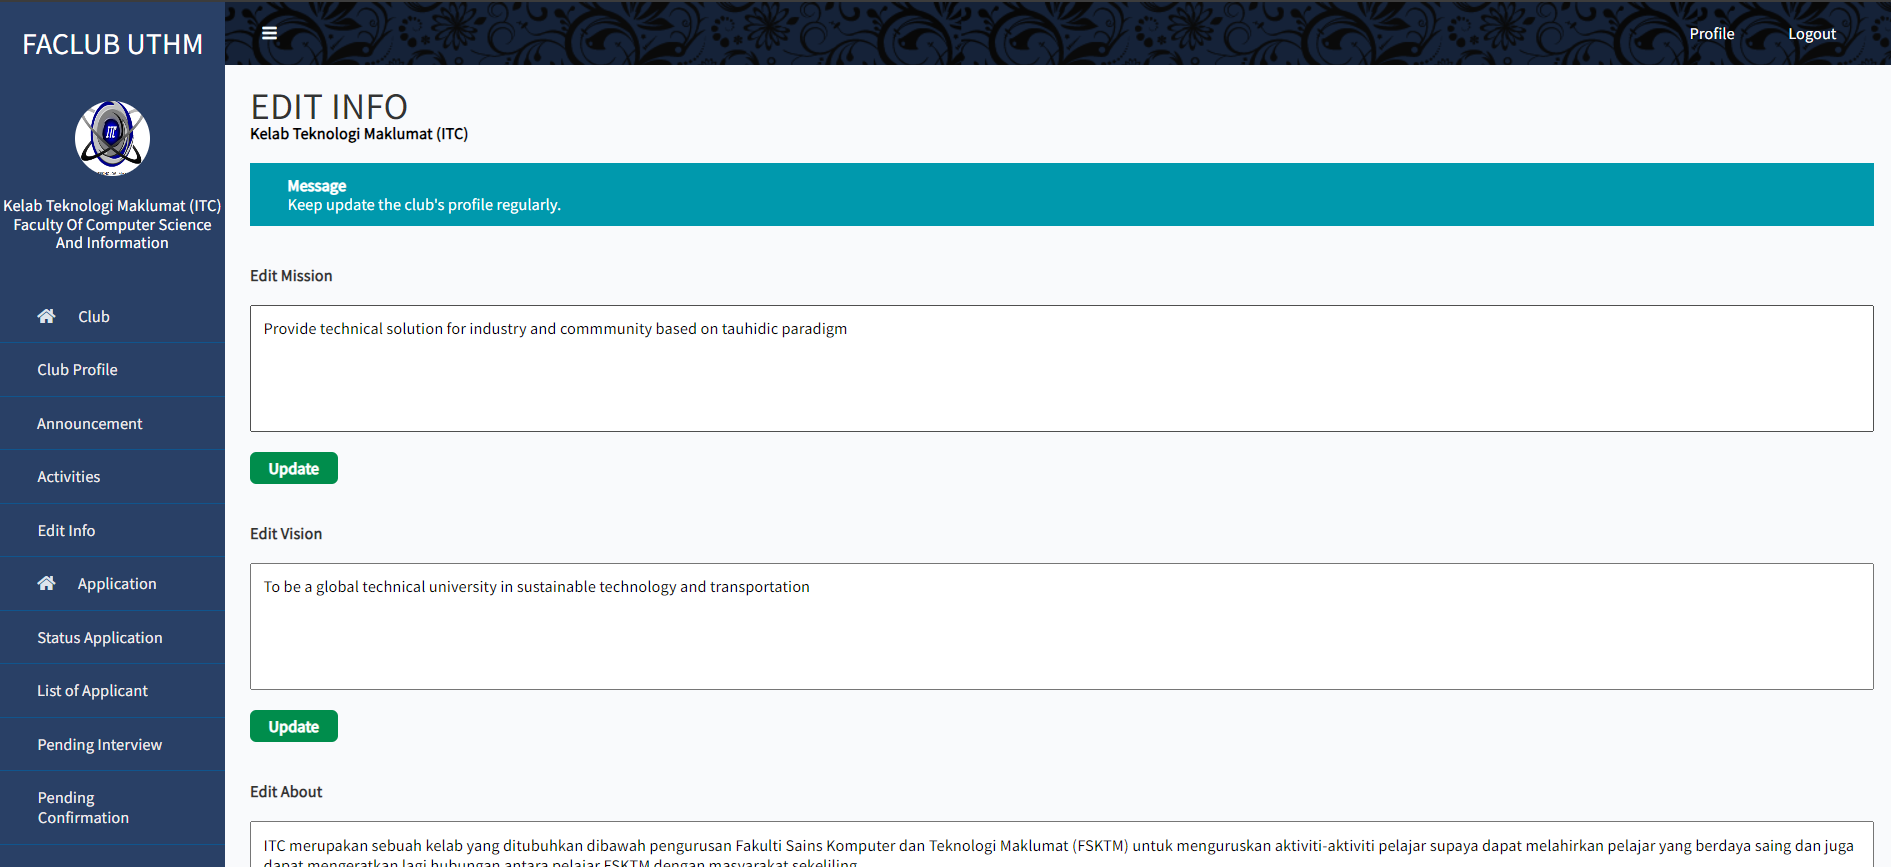 FACLUB UTHM
Profile
Logout
ITC
Kelab Teknologi Maklumat (ITC)
Faculty Of Computer Science
And Information
Club
Club Profile
Announcement
Activities
Edit Info
Application
Status Application
List of Applicant
Pending Interview
Pending
Confirmation
EDIT INFO
Kelab Teknologi Maklumat (ITC)
Message
Keep update the club's profile regularly.
Edit Mission
Provide technical solution for industry and commmunity based on tauhidic paradigm
Update
Edit Vision
To be a global technical university in sustainable technology and transportation
Update
Edit About
ITC merupakan sebuah kelab yang ditubuhkan dibawah pengurusan Fakulti Sains Komputer dan Teknologi Maklumat (FSKTM) untuk menguruskan aktiviti-aktiviti pelajar supaya dapat melahirkan pelajar yang berdaya saing dan juga
dapat mengeratkan lagi hubungan antara pelajar FSKTM dengan masyarakat sekeliling.